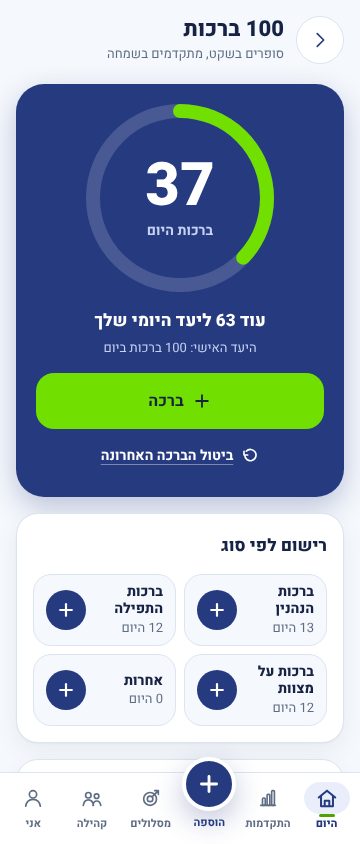 100 ברכות
סופרים בשקט, מתקדמים בשמחה
37
ברכות היום
עוד 63 ליעד היומי שלך
היעד האישי: 100 ברכות ביום
+ ברכה
ביטול הברכה האחרונה
רישום לפי סוג
ברכות
הנהנין
13 היום
ברכות
התפילה
12 היום
ברכות על
מצוות
12 היום
אחרות
0 היום
היום
התקדמות
הוספה
מסלולים
קהילה
אני